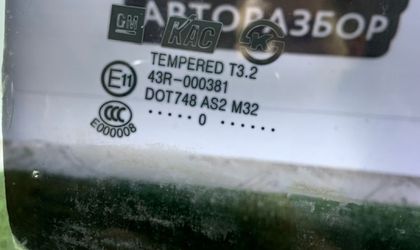 АВТОРАЗБОР
GM KAC
TEMPERED T3.2
E11 43R-000381
DOT748 AS2 M32
CCC
E000008
..... 0 ......